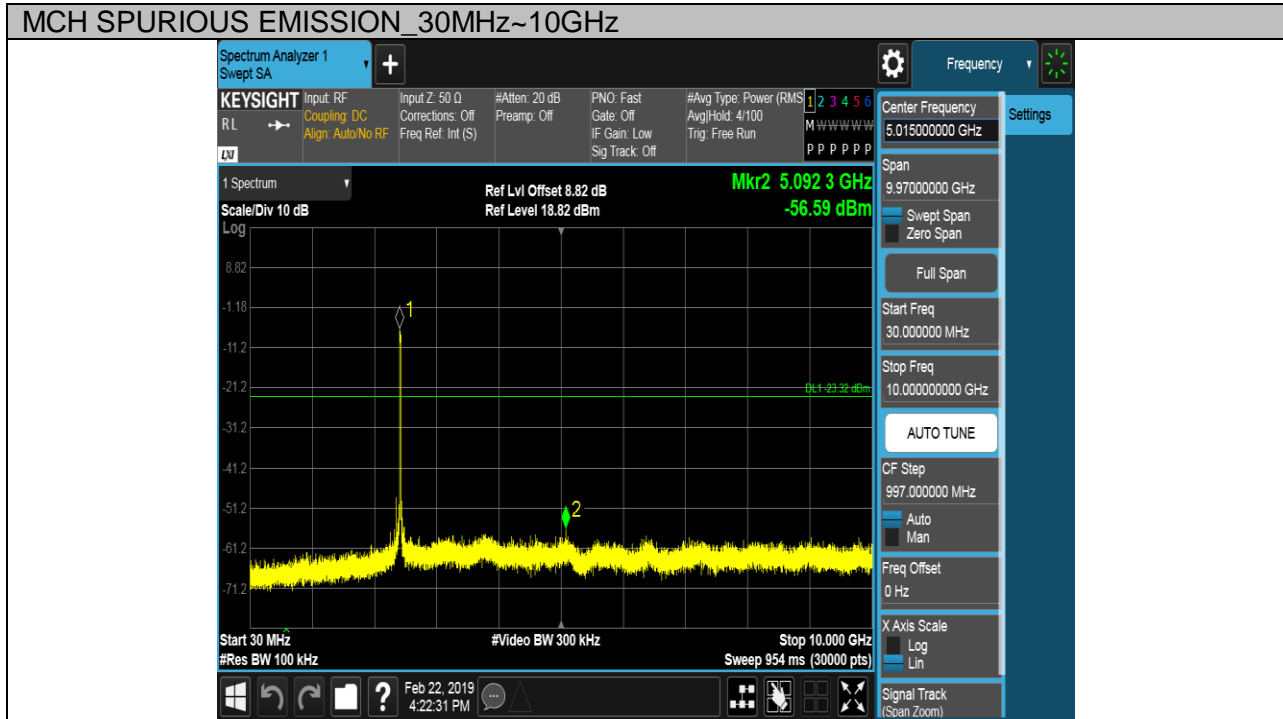 MCH SPURIOUS EMISSION_30MHz~10GHz
Spectrum Analyzer 1
Swept SA
+
Frequency
KEYSIGHT
RL
LXI
Input: RF
Coupling: DC
Align: Auto/No RF
Input Z: 50 Ω
Corrections: Off
Freq Ref: Int (S)
#Atten: 20 dB
Preamp: Off
PNO: Fast
Gate: Off
IF Gain: Low
Sig Track: Off
#Avg Type: Power (RMS
Avg|Hold: 4/100
Trig: Free Run
1 2 3 4 5 6
M W W W W W
P P P P P P
Center Frequency
5.015000000 GHz
Settings
1 Spectrum
Scale/Div 10 dB
Log
Ref Lvl Offset 8.82 dB
Ref Level 18.82 dBm
Mkr2 5.092 3 GHz
-56.59 dBm
Span
9.97000000 GHz
Swept Span
Zero Span
Full Span
Start Freq
30.000000 MHz
Stop Freq
10.000000000 GHz
AUTO TUNE
CF Step
997.000000 MHz
Auto
Man
Freq Offset
0 Hz
X Axis Scale
Log
Lin
Signal Track
(Span Zoom)
8.82
-1.18
-11.2
-21.2
-31.2
-41.2
-51.2
-61.2
-71.2
1
DL1 -23.32 dBm
2
Start 30 MHz
#Res BW 100 kHz
#Video BW 300 kHz
Stop 10.000 GHz
Sweep 954 ms (30000 pts)
?
Feb 22, 2019
4:22:31 PM